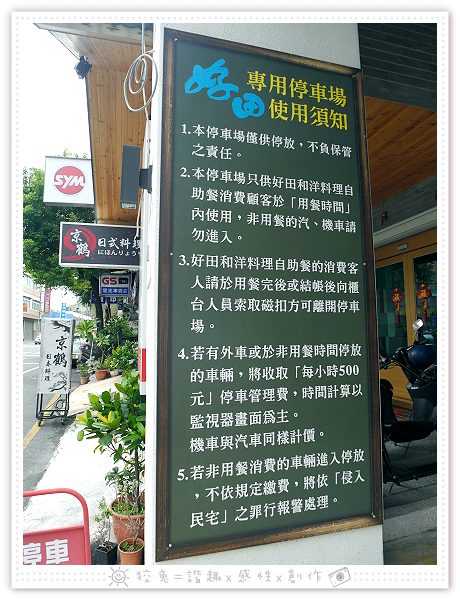 好田 專用停車場
使用須知
1.本停車場僅供停放，不負保管
之責任。
2.本停車場只供好田和洋料理自
助餐消費顧客於「用餐時間」
內使用，非用餐的汽、機車請
勿進入。
3.好田和洋料理自助餐的消費客
人請於用餐完後或結帳後向櫃
台人員索取磁扣方可離開停車
場。
4.若有外車或於非用餐時間停放
的車輛，將收取「每小時500
元」停車管理費，時間計算以
監視器畫面為主。
機車與汽車同樣計價。
5.若非用餐消費的車輛進入停放
，不依規定繳費，將依「侵入
民宅」之罪行報警處理。
SYM
京鶴 日式料理
にほんりょう
GS
京鶴
日本料理
停車
狡兔=諧趣x感性x創作